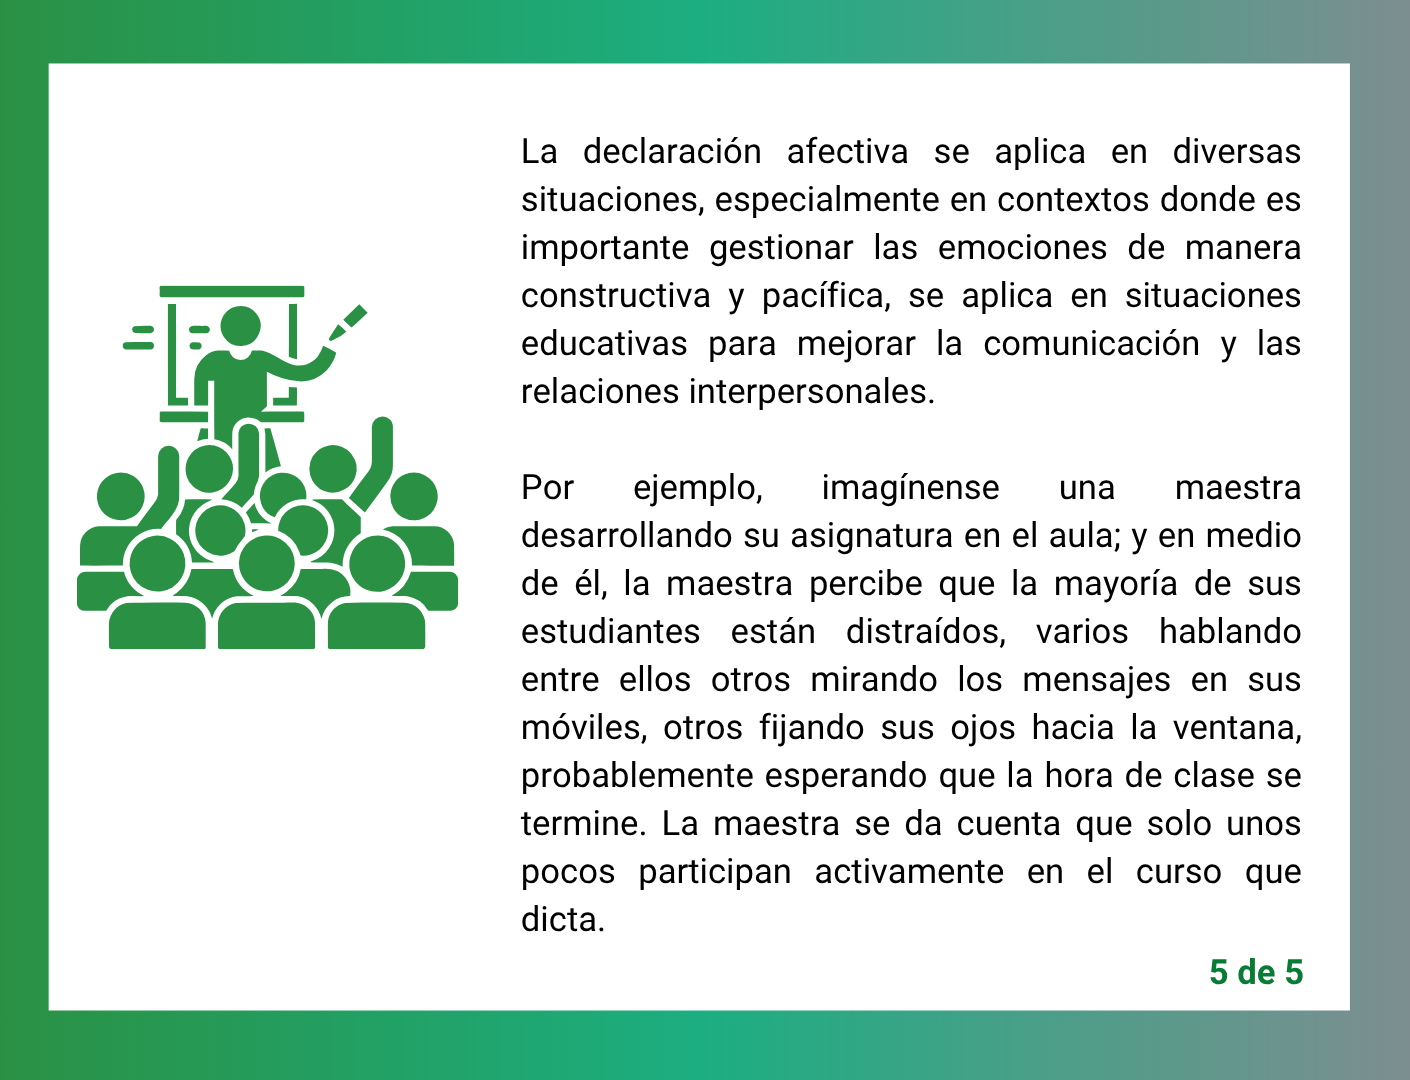 La declaración afectiva se aplica en diversas
situaciones, especialmente en contextos donde es
importante gestionar las emociones de manera
constructiva y pacífica, se aplica en situaciones
educativas para mejorar la comunicación y las
relaciones interpersonales.
Por ejemplo, imagínense una maestra
desarrollando su asignatura en el aula; y en medio
de él, la maestra percibe que la mayoría de sus
estudiantes están distraídos, varios hablando
entre ellos otros mirando los mensajes en sus
móviles, otros fijando sus ojos hacia la ventana,
probablemente esperando que la hora de clase se
termine. La maestra se da cuenta que solo unos
pocos participan activamente en el curso que
dicta.
5 de 5